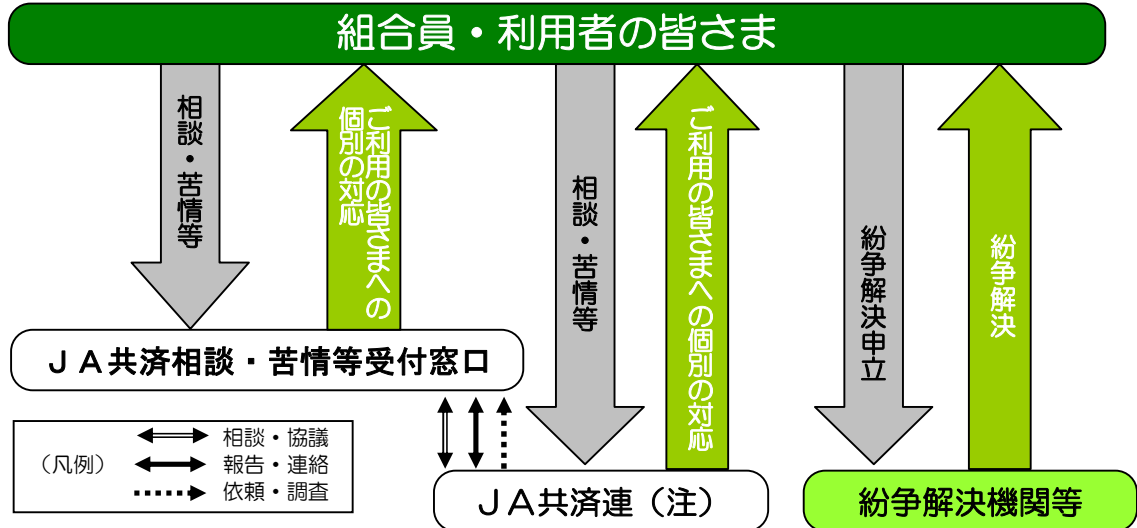 組合員・利用者の皆さま
相談・苦情等
ご利用の皆さまへの
個別の対応
相談・苦情等
ご利用の皆さまへの個別の対応
紛争解決申立
紛争解決
ＪＡ共済相談・苦情等受付窓口
（凡例）
相談・協議
報告・連絡
依頼・調査
ＪＡ共済連（注）
紛争解決機関等